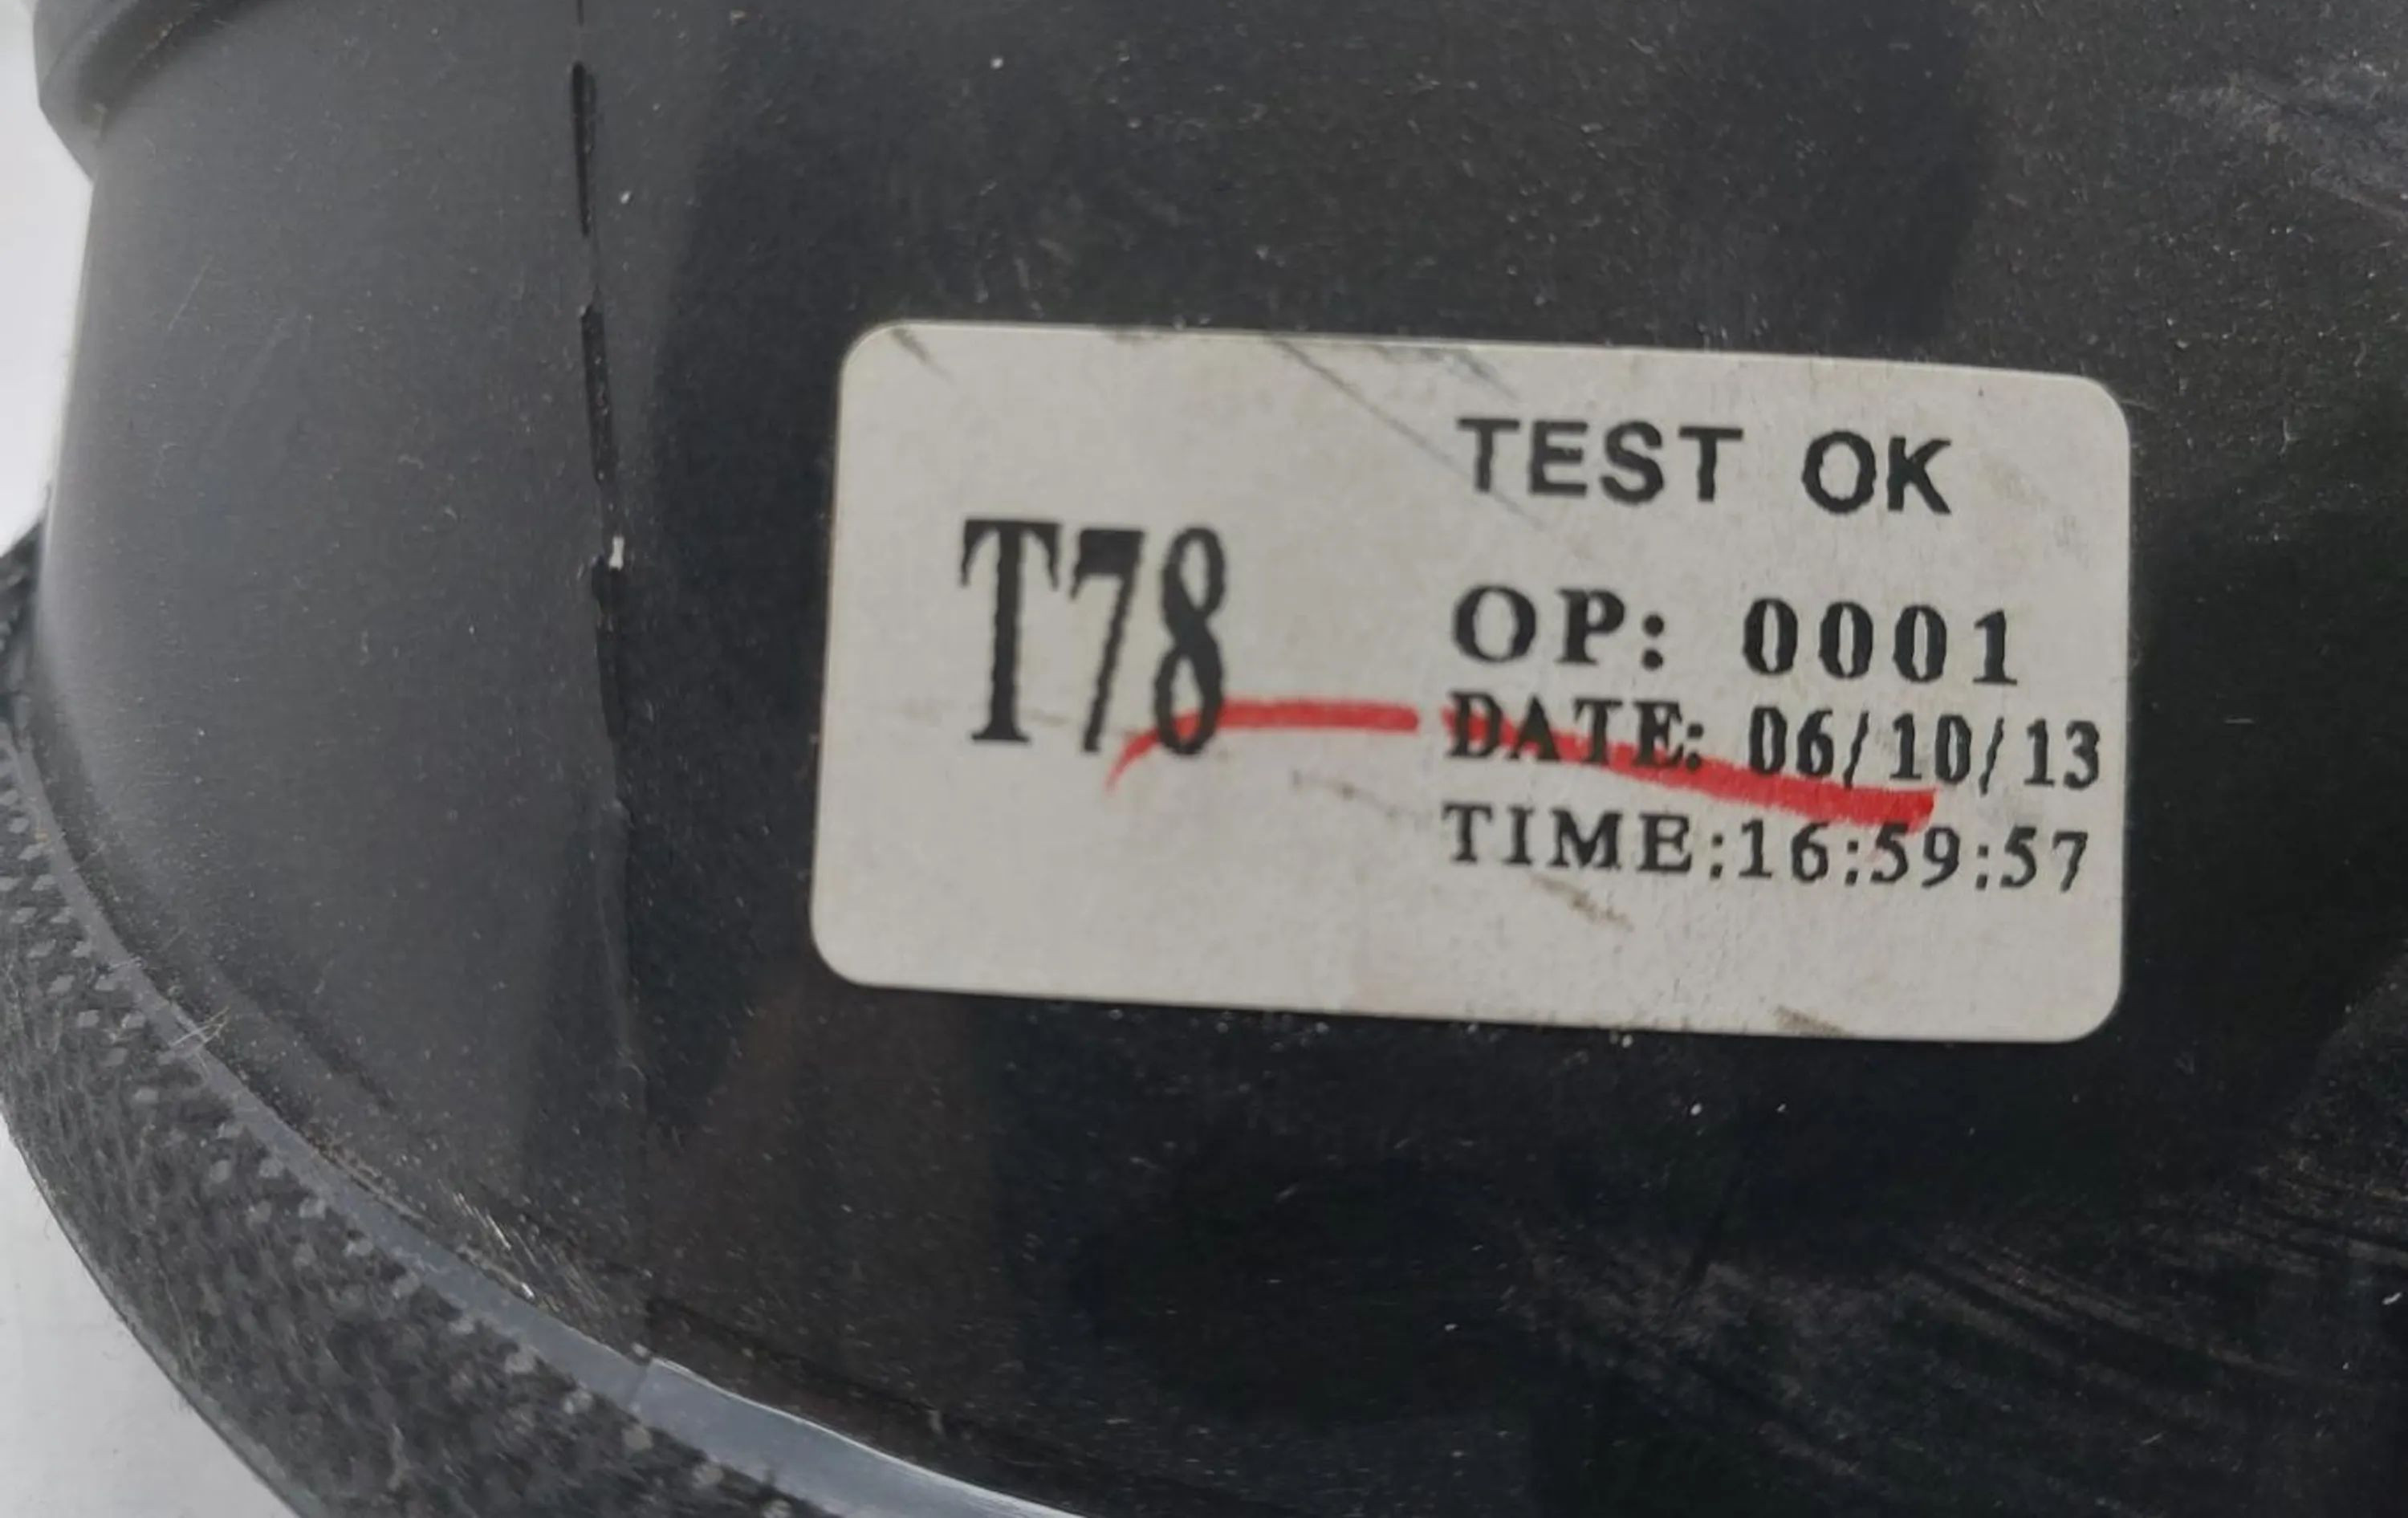 TEST OK
T78
OP: 0001
DATE: 06/10/13
TIME:16:59:57